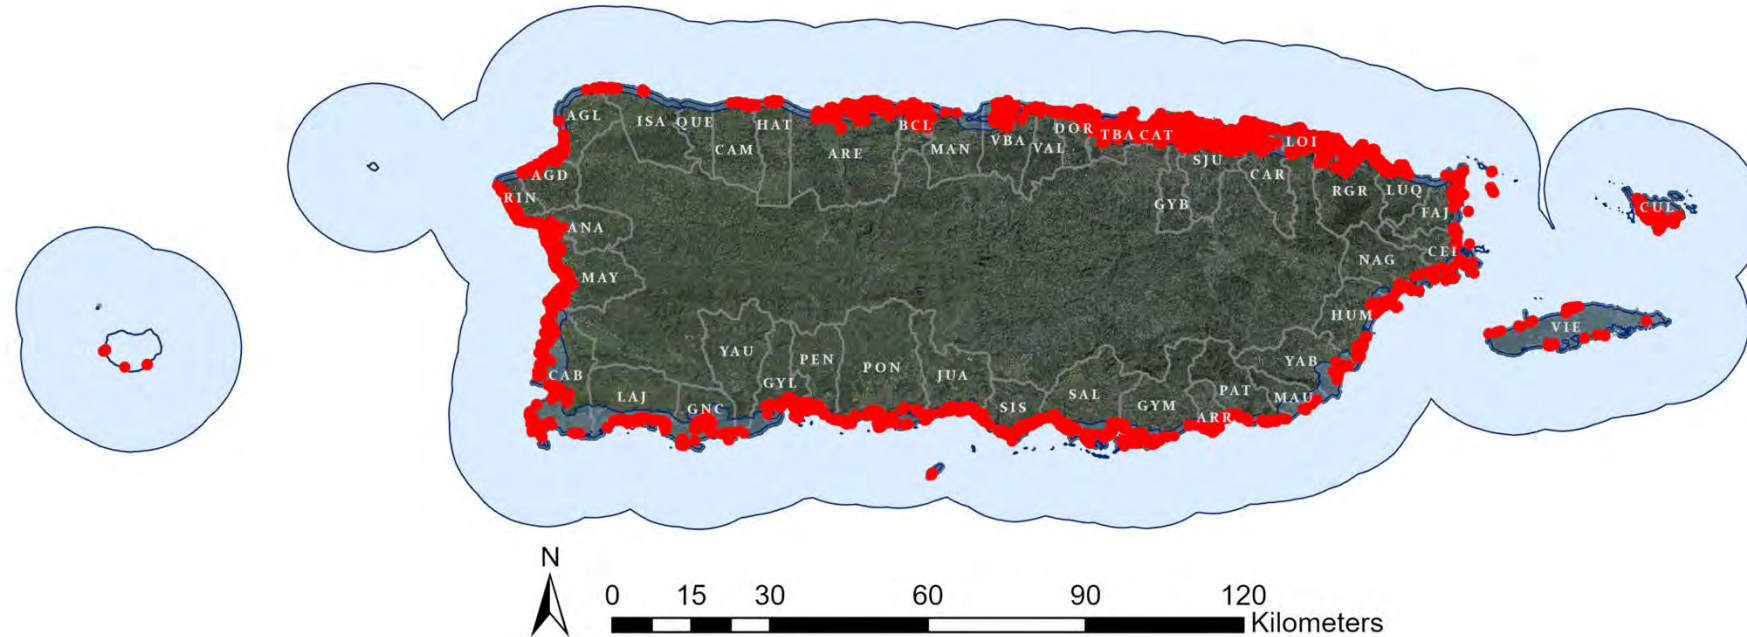 AGL
ISA QUE
CAM
HAT
ARE
BCL
MAN
VBA
VAL
DOR
TBA CAT
SJU
CAR
LOI
GYB
RGR
LUQ
FAJ
CUL
AGD
RIN
ANA
MAY
NAG
CEI
HUM
VIE
YAU
PEN
GYL
PON
JUA
YAB
CAB
LAJ
GNC
SIS
SAL
GYM
PAT
ARR
MAU
N
0 15 30 60 90 120
Kilometers